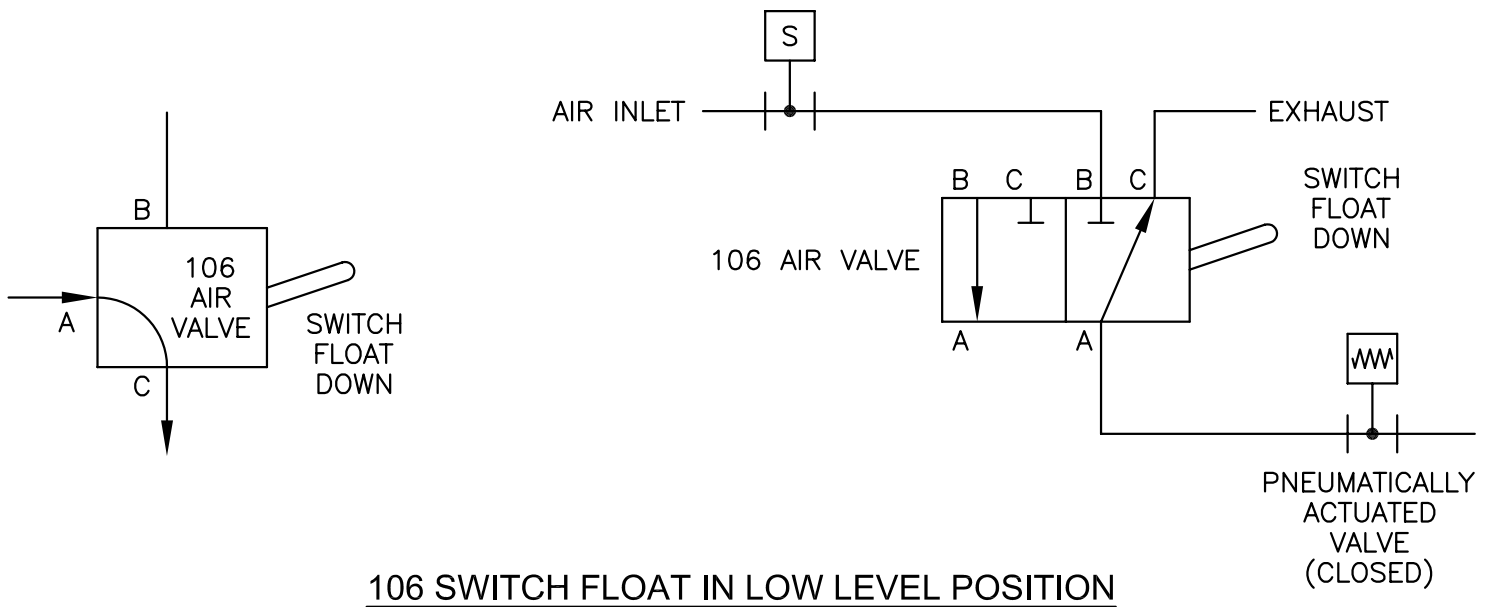 S
AIR INLET
EXHAUST
B
106
AIR
VALVE
A
C
SWITCH
FLOAT
DOWN
B C B C
106 AIR VALVE
SWITCH
FLOAT
DOWN
A A
PNEUMATICALLY
ACTUATED
VALVE
(CLOSED)
106 SWITCH FLOAT IN LOW LEVEL POSITION